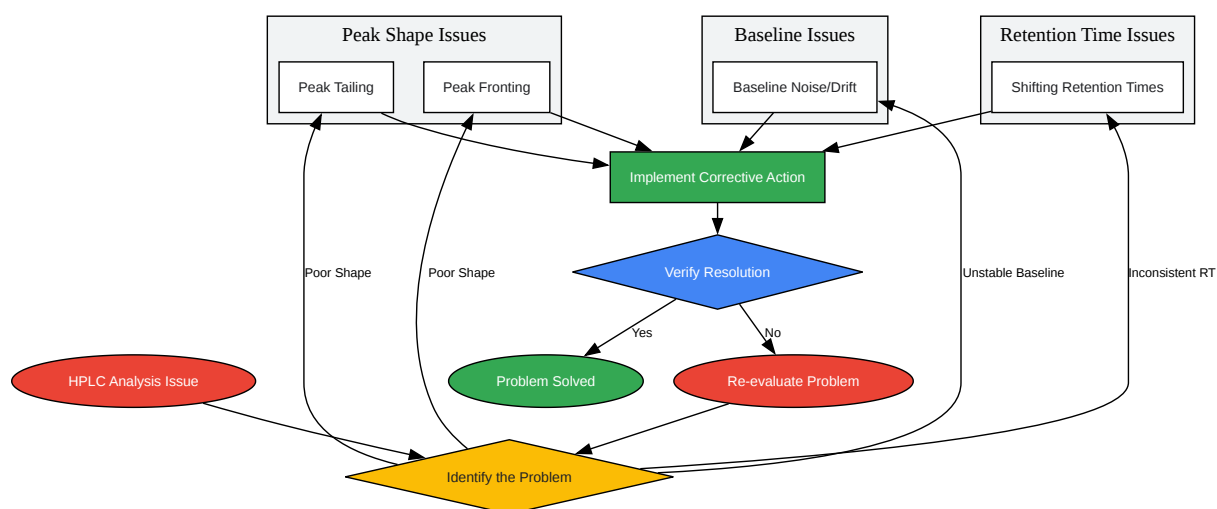 Peak Shape Issues
Baseline Issues
Retention Time Issues
Peak Tailing
Peak Fronting
Baseline Noise/Drift
Shifting Retention Times
Implement Corrective Action
Verify Resolution
Poor Shape
Poor Shape
Unstable Baseline
Inconsistent RT
Yes
No
HPLC Analysis Issue
Problem Solved
Re-evaluate Problem
Identify the Problem